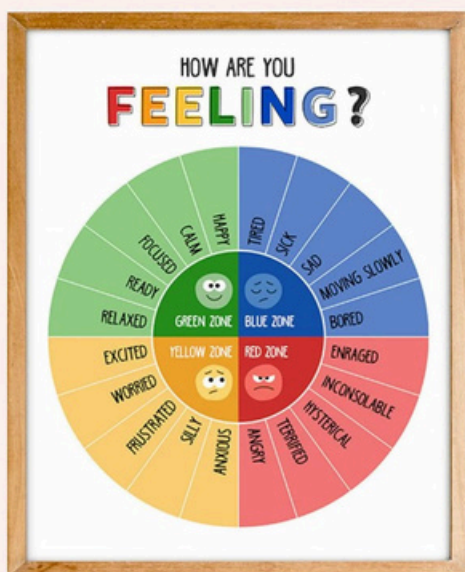 HOW ARE YOU
FEELING?
HAPPY
CALM
FOCUSED
READY
RELAXED
GREEN ZONE
TIRED
SICK
SAD
MOVING SLOWLY
BORED
BLUE ZONE
EXCITED
WORRIED
FRUSTRATED
SILLY
ANXIOUS
YELLOW ZONE
ENRAGED
INCONSOLABLE
HYSTERICAL
TERRIFIED
ANGRY
RED ZONE